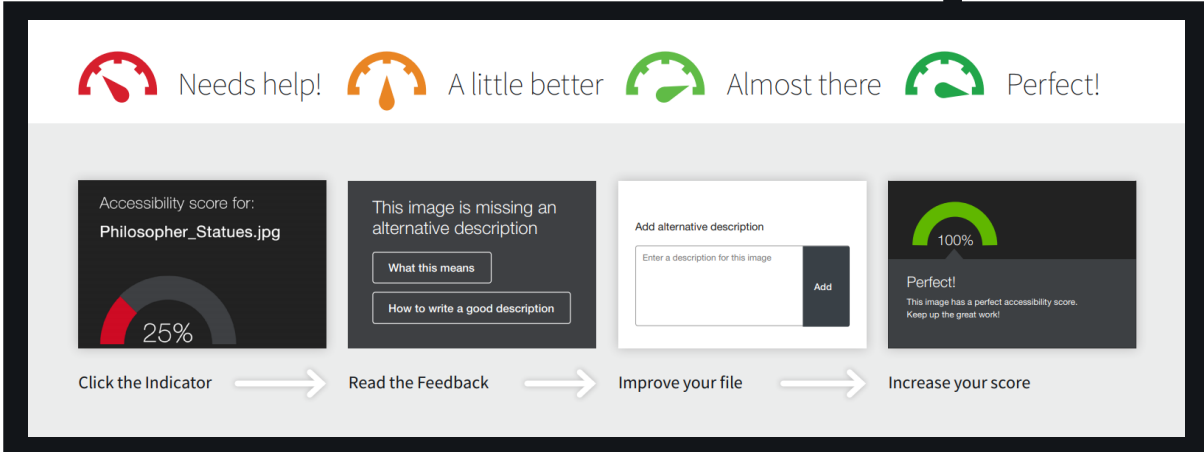 Needs help!
A little better
Almost there
Perfect!
Accessibility score for:
Philosopher_Statues.jpg
25%
Click the Indicator
This image is missing an
alternative description
What this means
How to write a good description
Read the Feedback
Add alternative description
Enter a description for this image
Add
Improve your file
100%
Perfect!
This image has a perfect accessibility score.
Keep up the great work!
Increase your score